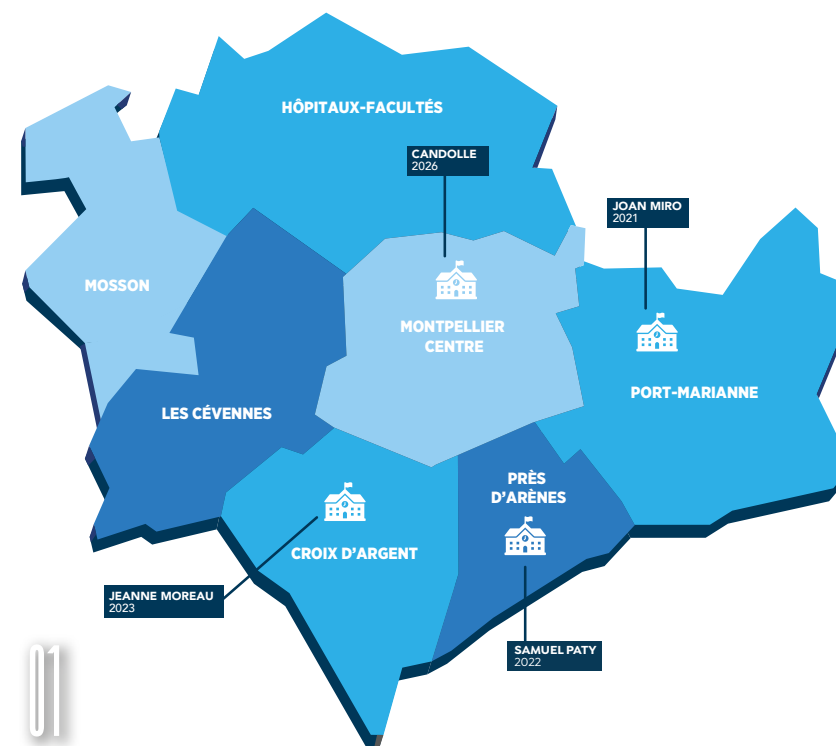 HÔPITAUX-FACULTÉS
CANDOLLE
2026
JOAN MIRO
2021
MOSSON
MONTPELLIER
CENTRE
PORT-MARIANNE
LES CÉVENNES
PRÈS
D'ARÈNES
CROIX D'ARGENT
JEANNE MOREAU
2023
SAMUEL PATY
2022
01